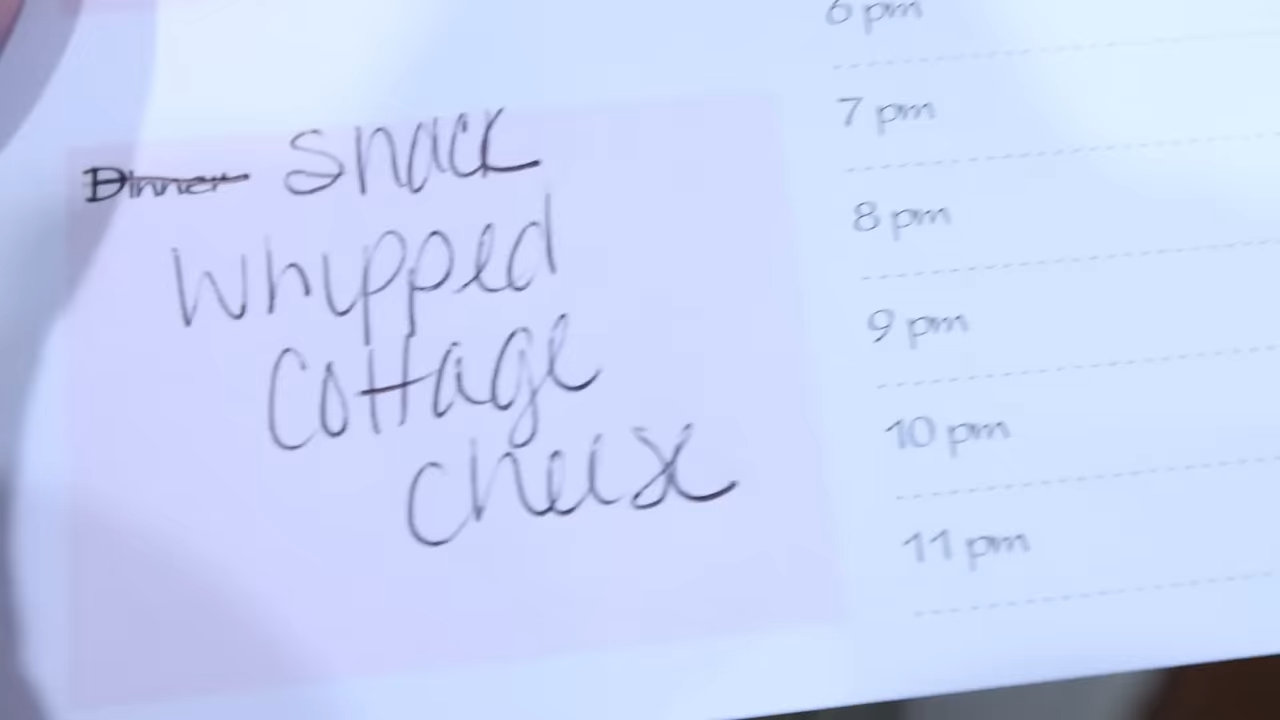 Dinner snack
Whipped
Cottage
cheese
6 pm
7 pm
8 pm
9 pm
10 pm
11 pm